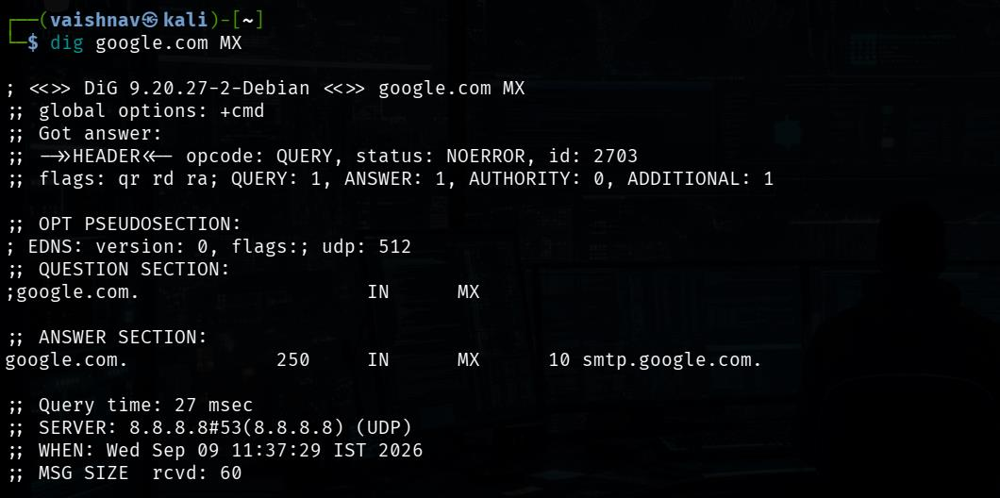 ┌──(vaishnav㉿kali)-[~]
└─$ dig google.com MX
; <<>> DiG 9.20.27-2-Debian <<>> google.com MX
;; global options: +cmd
;; Got answer:
;; ->>HEADER<<- opcode: QUERY, status: NOERROR, id: 2703
;; flags: qr rd ra; QUERY: 1, ANSWER: 1, AUTHORITY: 0, ADDITIONAL: 1
;; OPT PSEUDOSECTION:
; EDNS: version: 0, flags:; udp: 512
;; QUESTION SECTION:
;google.com. IN MX
;; ANSWER SECTION:
google.com. 250 IN MX 10 smtp.google.com.
;; Query time: 27 msec
;; SERVER: 8.8.8.8#53(8.8.8.8) (UDP)
;; WHEN: Wed Sep 09 11:37:29 IST 2026
;; MSG SIZE  rcvd: 60